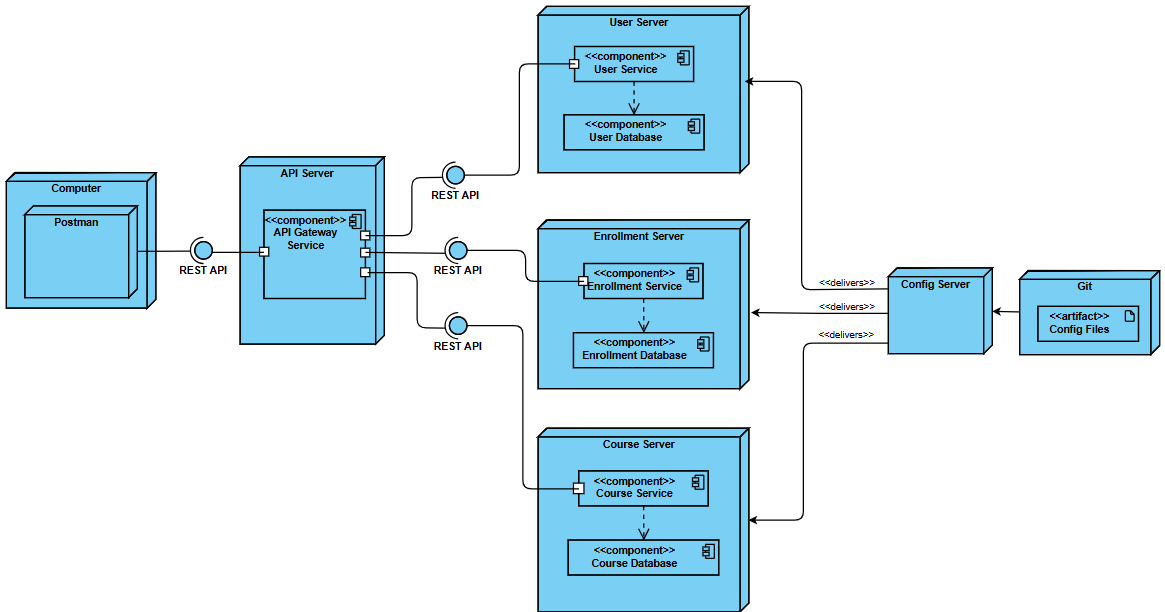 Computer
Postman
REST API
API Server
<<component>>
API Gateway
Service
REST API
REST API
REST API
User Server
<<component>>
User Service
<<component>>
User Database
Enrollment Server
<<component>>
Enrollment Service
<<component>>
Enrollment Database
Course Server
<<component>>
Course Service
<<component>>
Course Database
<<delivers>>
<<delivers>>
<<delivers>>
Config Server
Git
<<artifact>>
Config Files